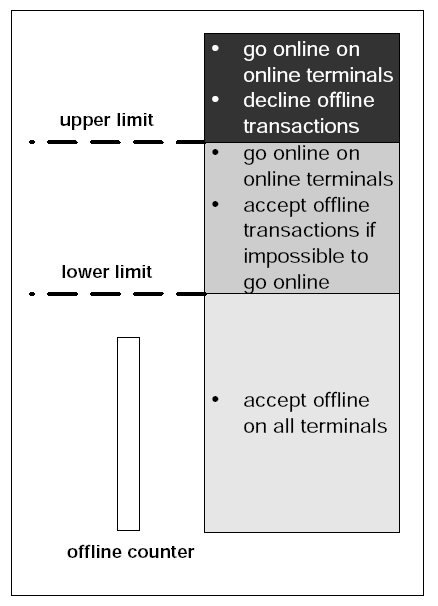 • go online on
online terminals
• decline offline
transactions
upper limit
• go online on
online terminals
• accept offline
transactions if
impossible to
go online
lower limit
• accept offline
on all terminals
offline counter